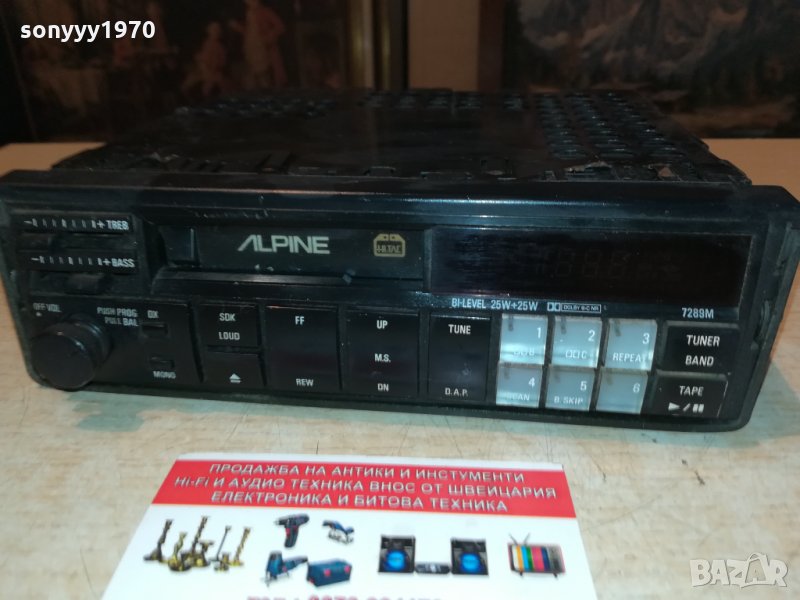 sonyyy1970
− + TREB
− + BASS
ALPINE
BI-LEVEL 25W+25W DOLBY B-C NR
7289M
OFF VOL
PUSH PROG
PULL BAL
DX
MONO
SDK
LOUD
FF
REW
UP
M.S.
DN
TUNE
D.A.P.
1 2 3
B C REPEAT
4 5 6
SCAN B.SKIP
TUNER
BAND
TAPE
ПРОДАЖБА НА АНТИКИ И ИНСТУМЕНТИ
Hi-Fi И АУДИО ТЕХНИКА ВНОС ОТ ШВЕЙЦАРИЯ
ЕЛЕКТРОНИКА И БИТОВА ТЕХНИКА
BAZAR